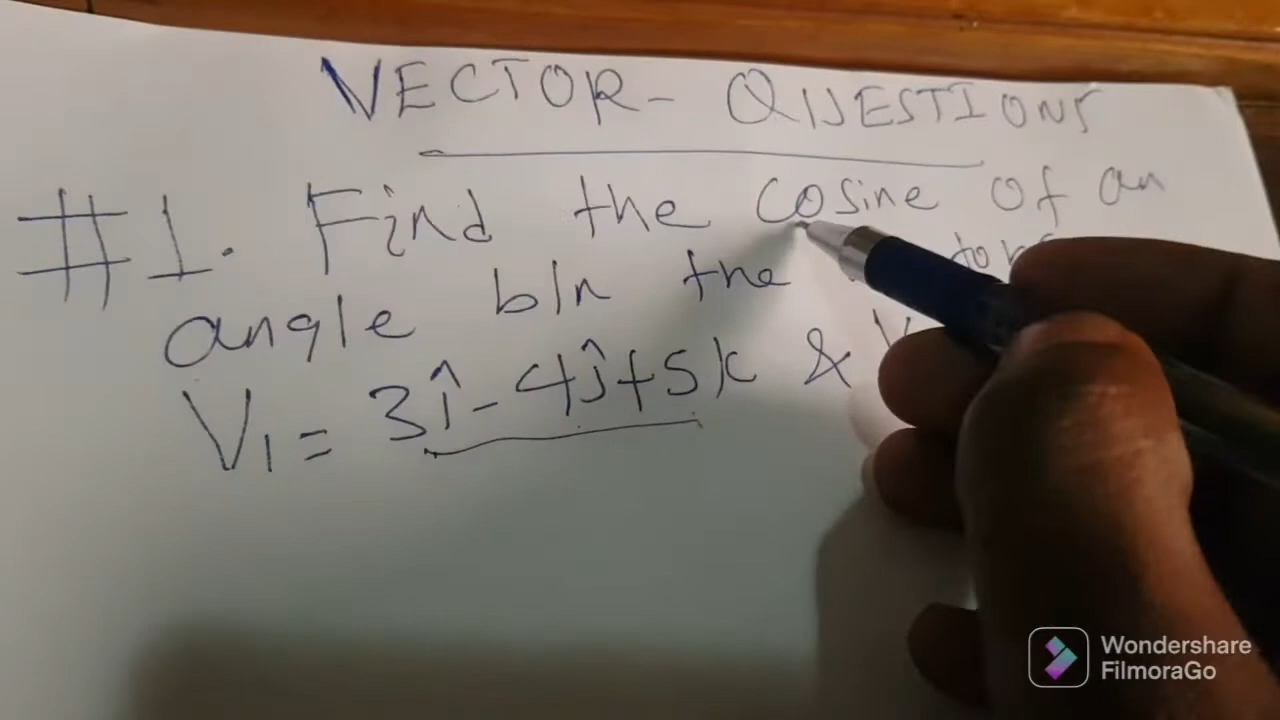 VECTOR- QUESTIONS
#1. Find the cosine of an
angle b/n the
V1 = 3î - 4ĵ + 5k &
Wondershare
FilmoraGo